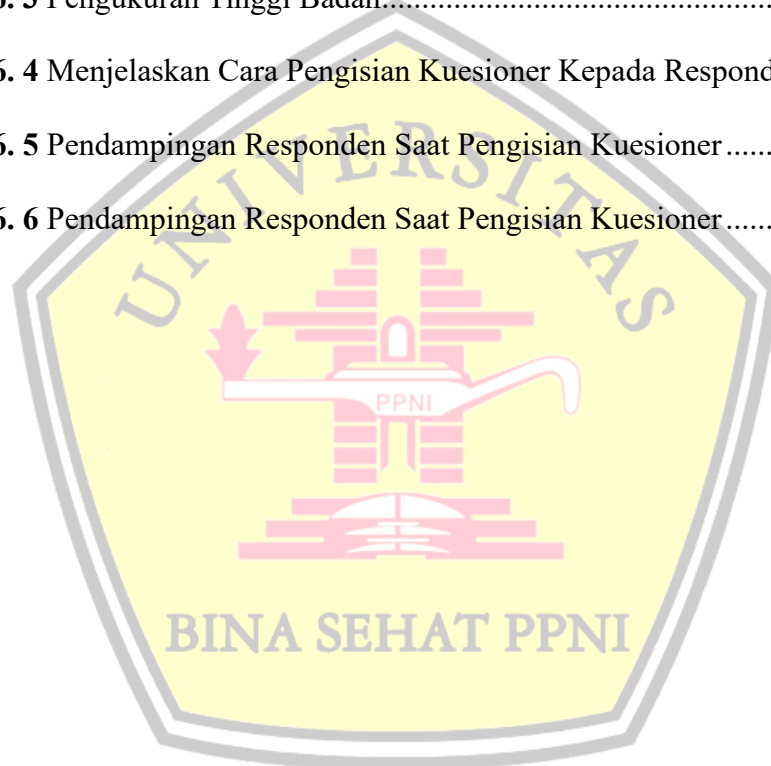 3 Pengukuran Tinggi Badan..........................................
6. 4 Menjelaskan Cara Pengisian Kuesioner Kepada Respond
6. 5 Pendampingan Responden Saat Pengisian Kuesioner......
6. 6 Pendampingan Responden Saat Pengisian Kuesioner......
UNIVERSITAS
PPNI
BINA SEHAT PPNI